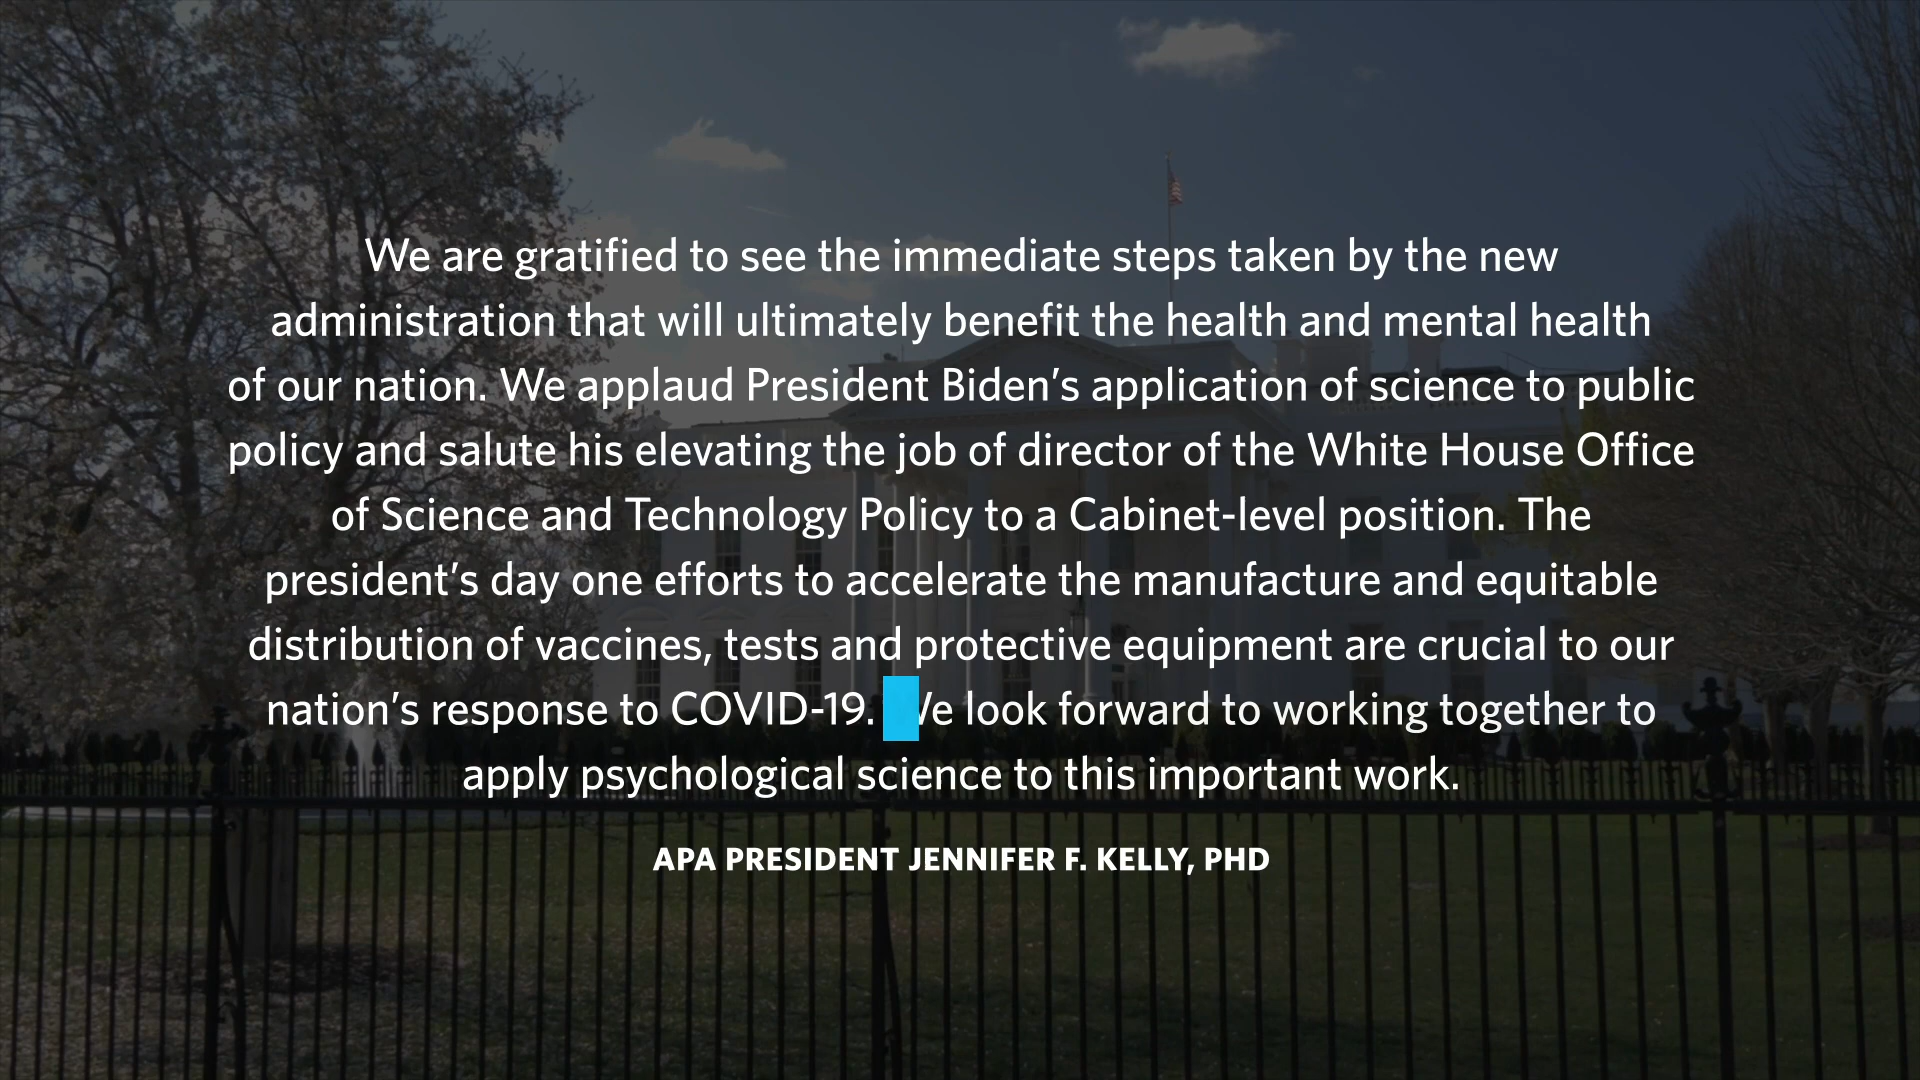 We are gratified to see the immediate steps taken by the new
administration that will ultimately benefit the health and mental health
of our nation. We applaud President Biden’s application of science to public
policy and salute his elevating the job of director of the White House Office
of Science and Technology Policy to a Cabinet-level position. The
president’s day one efforts to accelerate the manufacture and equitable
distribution of vaccines, tests and protective equipment are crucial to our
nation’s response to COVID-19. We look forward to working together to
apply psychological science to this important work.
APA PRESIDENT JENNIFER F. KELLY, PHD